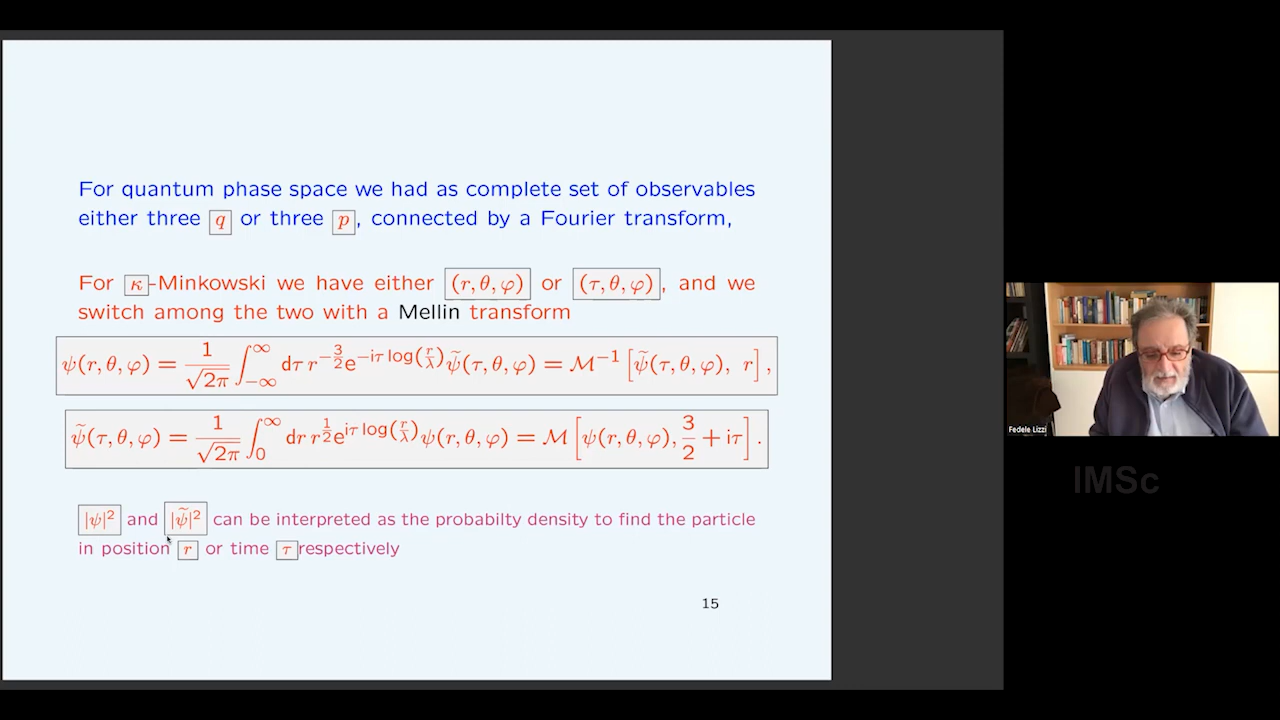 For quantum phase space we had as complete set of observables
either three q or three p, connected by a Fourier transform,
For κ-Minkowski we have either (r, θ, φ) or (τ, θ, φ), and we
switch among the two with a Mellin transform
ψ(r, θ, φ) = 1/√2π ∫_{-∞}^{∞} dτ r^{-3/2} e^{-iτ log(r/λ)} ψ̃(τ, θ, φ) = M^{-1} [ψ̃(τ, θ, φ), r],
ψ̃(τ, θ, φ) = 1/√2π ∫_0^∞ dr r^{1/2} e^{iτ log(r/λ)} ψ(r, θ, φ) = M [ψ(r, θ, φ), 3/2 + iτ].
|ψ|² and |ψ̃|² can be interpreted as the probabilty density to find the particle
in position r or time τ respectively
15
Fedele Lizzi
IMSc